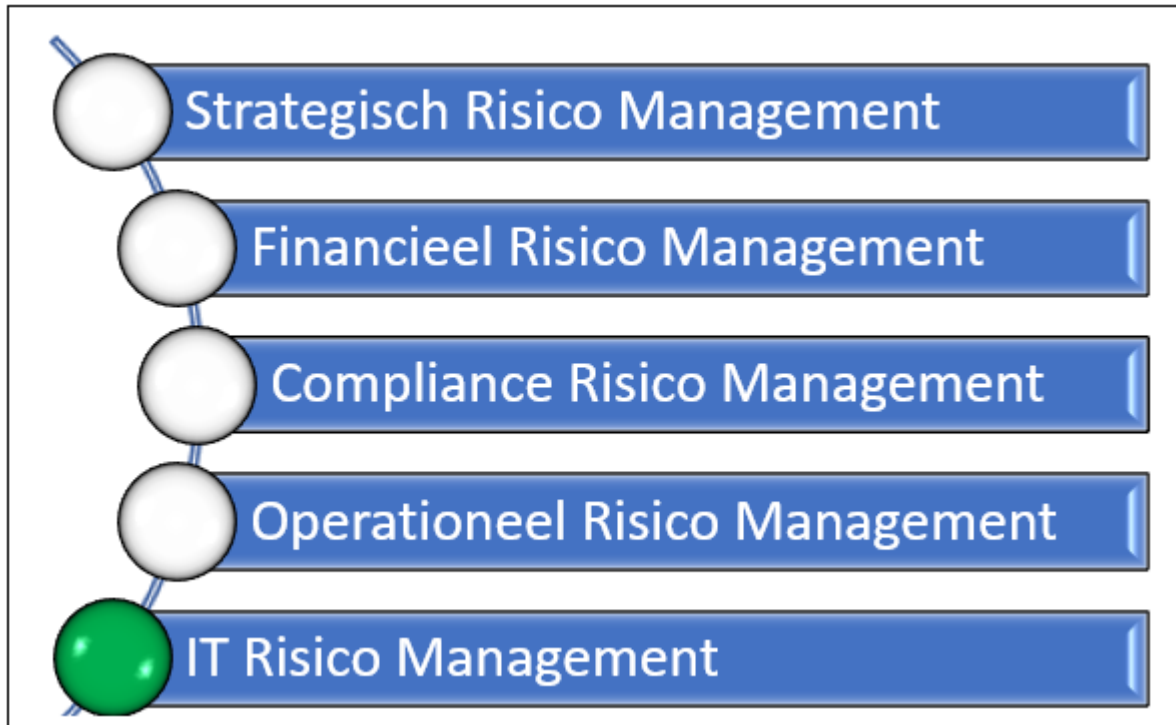 Strategisch Risico Management
Financieel Risico Management
Compliance Risico Management
Operationeel Risico Management
IT Risico Management